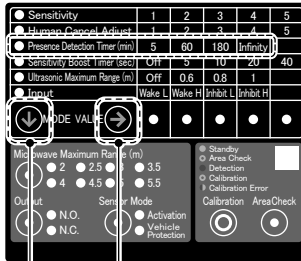 Sensitivity 1 2 3 4 5
Human Cancel Adjust 1 2 3 4 5
Presence Detection Timer (min) 5 60 180 Infinity
Sensitivity Boost Timer (sec) Off 5 10 20 40
Ultrasonic Maximum Range (m) Off 0.6 0.8 1
Input Wake L Wake H Inhibit L Inhibit H
MODE VALUE
Microwave Maximum Range (m)
2 2.5 3 3.5
4 4.5 5 5.5
Output Sensor Mode
N.O. Activation
N.C. Vehicle Protection
Standby
Area Check
Detection
Calibration
Calibration Error
Calibration AreaCheck